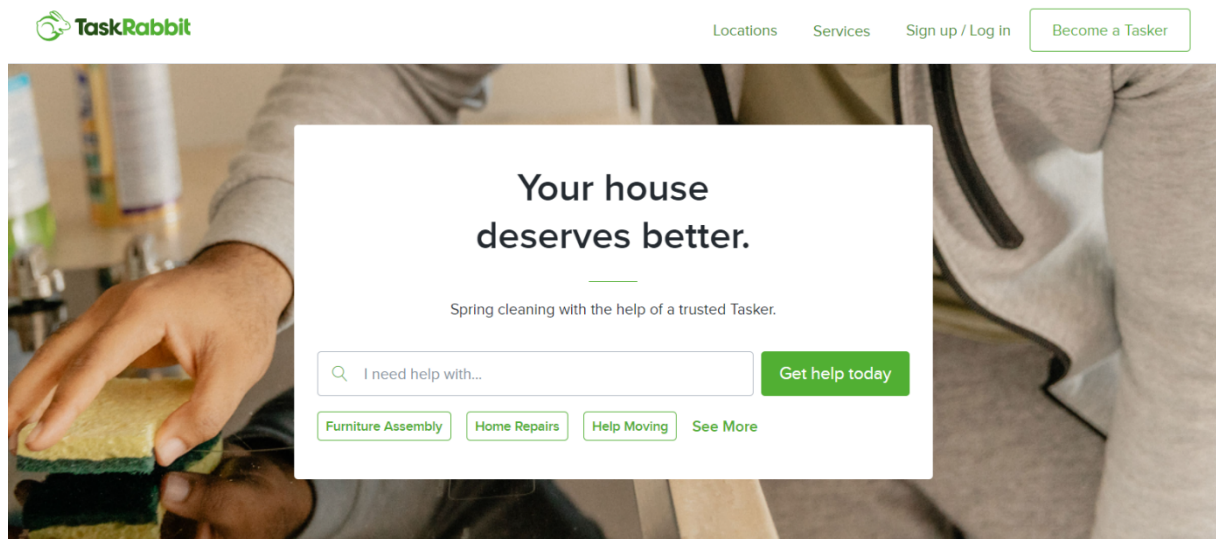 TaskRabbit
Locations
Services
Sign up / Log in
Become a Tasker
Your house
deserves better.
Spring cleaning with the help of a trusted Tasker.
I need help with...
Get help today
Furniture Assembly
Home Repairs
Help Moving
See More